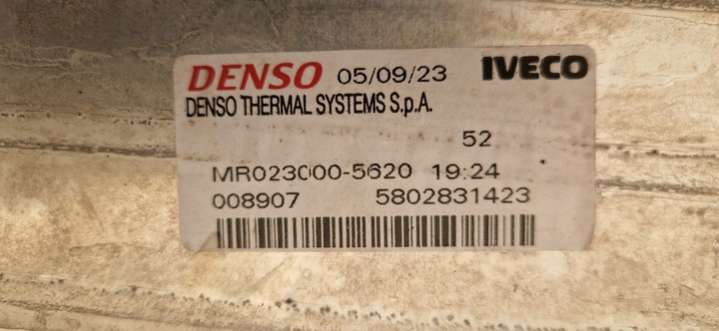 DENSO 05/09/23 IVECO
DENSO THERMAL SYSTEMS S.p.A.
52
MR023000-5620 19:24
008907 5802831423